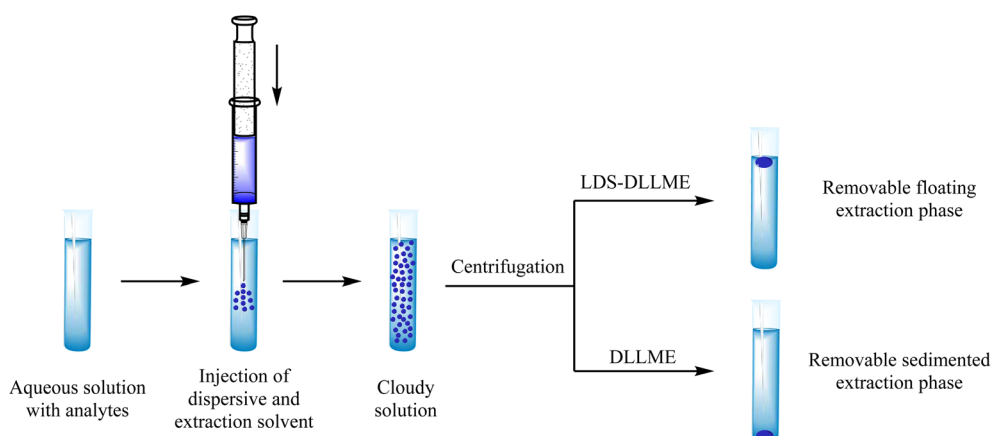 Aqueous solution
with analytes
Injection of
dispersive and
extraction solvent
Cloudy
solution
Centrifugation
LDS-DLLME
Removable floating
extraction phase
DLLME
Removable sedimented
extraction phase